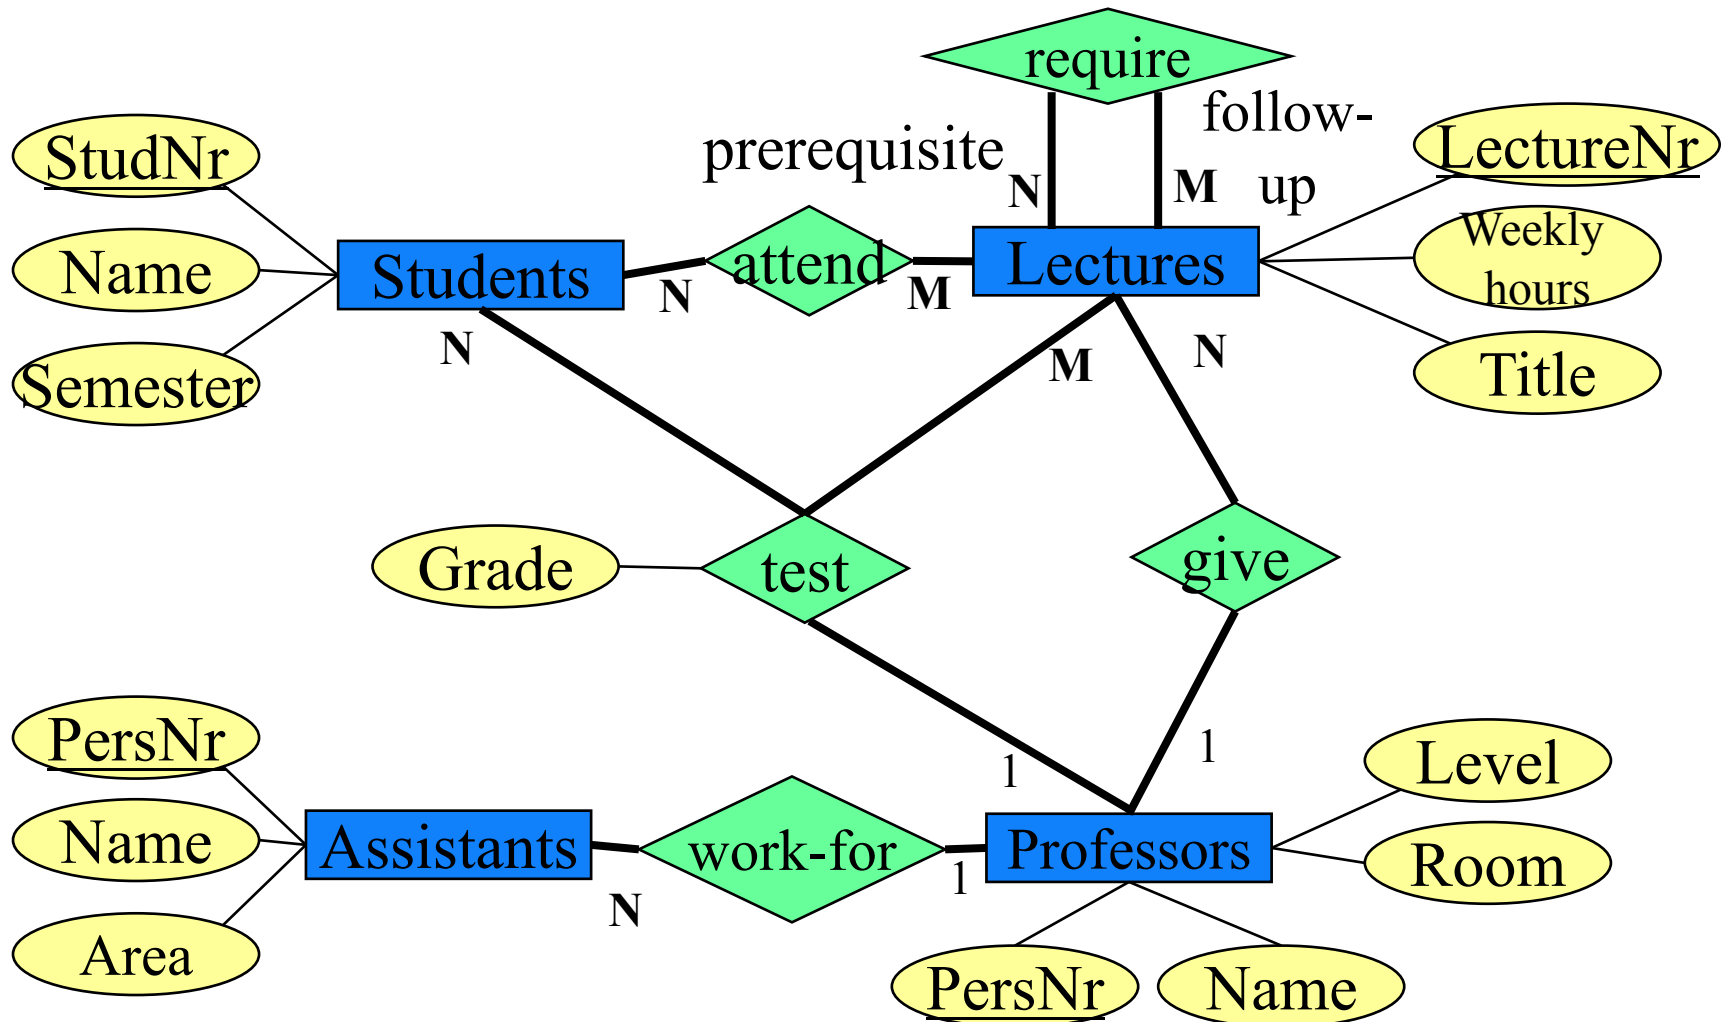 require
follow-
up
prerequisite
N
M
StudNr
LectureNr
Name
Students
N
attend
M
Lectures
Weekly
hours
Semester
N
M
N
Title
Grade
test
give
1
1
PersNr
Level
Name
Assistants
N
work-for
1
Professors
Room
Area
PersNr
Name